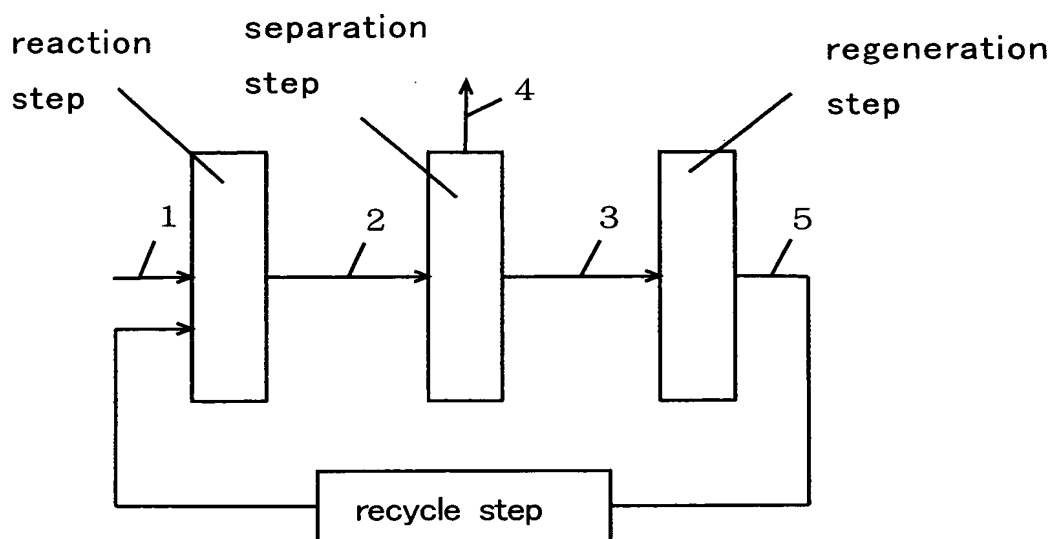 reaction
step
separation
step
regeneration
step
4
1
2
3
5
recycle step